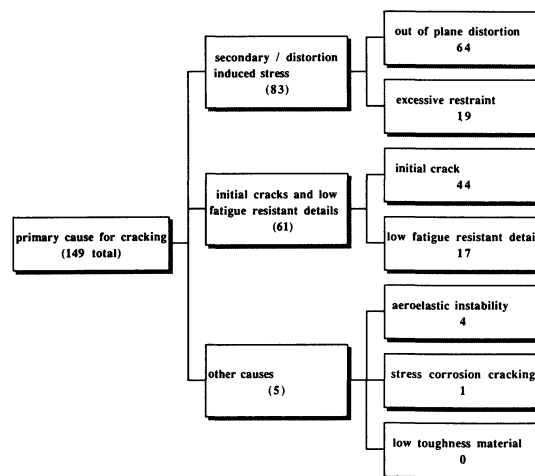 primary cause for cracking
(149 total)
secondary / distortion
induced stress
(83)
out of plane distortion
64
excessive restraint
19
initial cracks and low
fatigue resistant details
(61)
initial crack
44
low fatigue resistant detai
17
other causes
(5)
aeroelastic instability
4
stress corrosion cracking
1
low toughness material
0